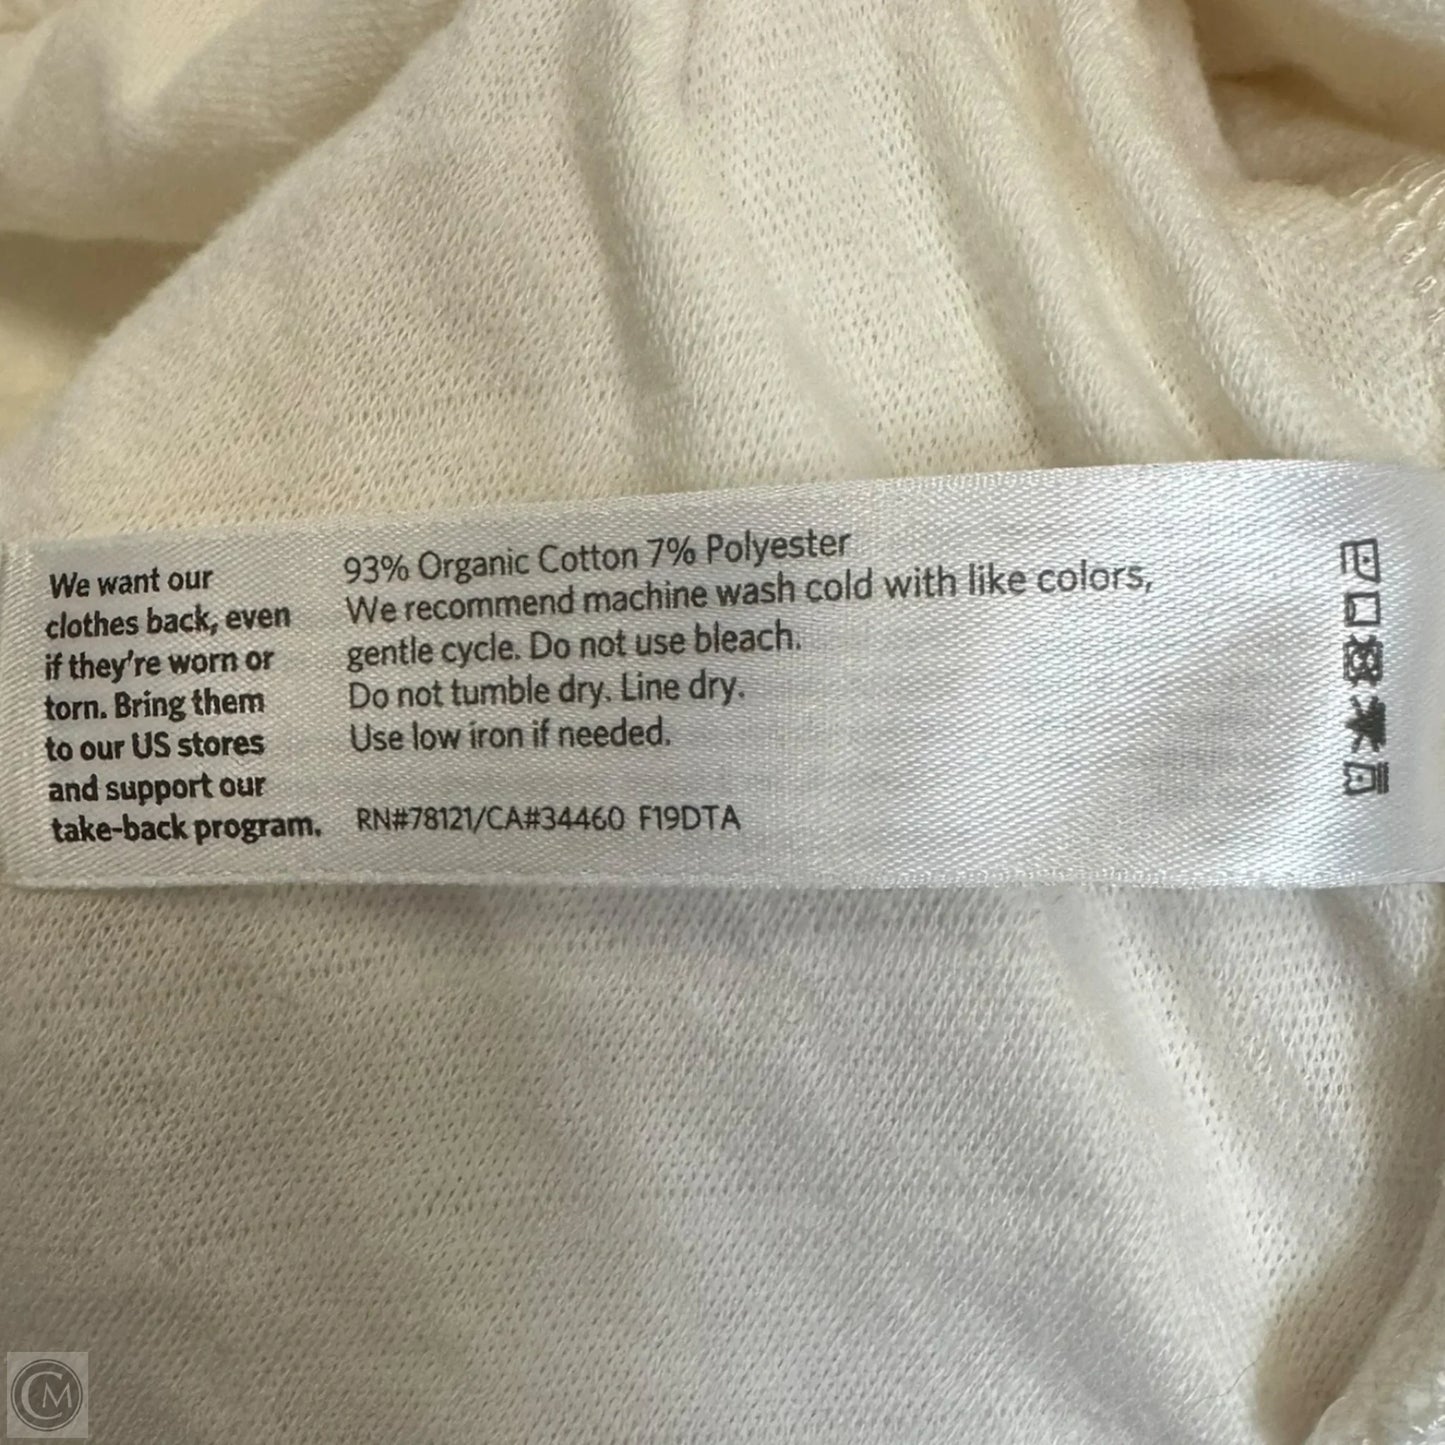 We want our
clothes back, even
if they're worn or
torn. Bring them
to our US stores
and support our
take-back program.
93% Organic Cotton 7% Polyester
We recommend machine wash cold with like colors,
gentle cycle. Do not use bleach.
Do not tumble dry. Line dry.
Use low iron if needed.
RN#78121/CA#34460 F19DTA
CM